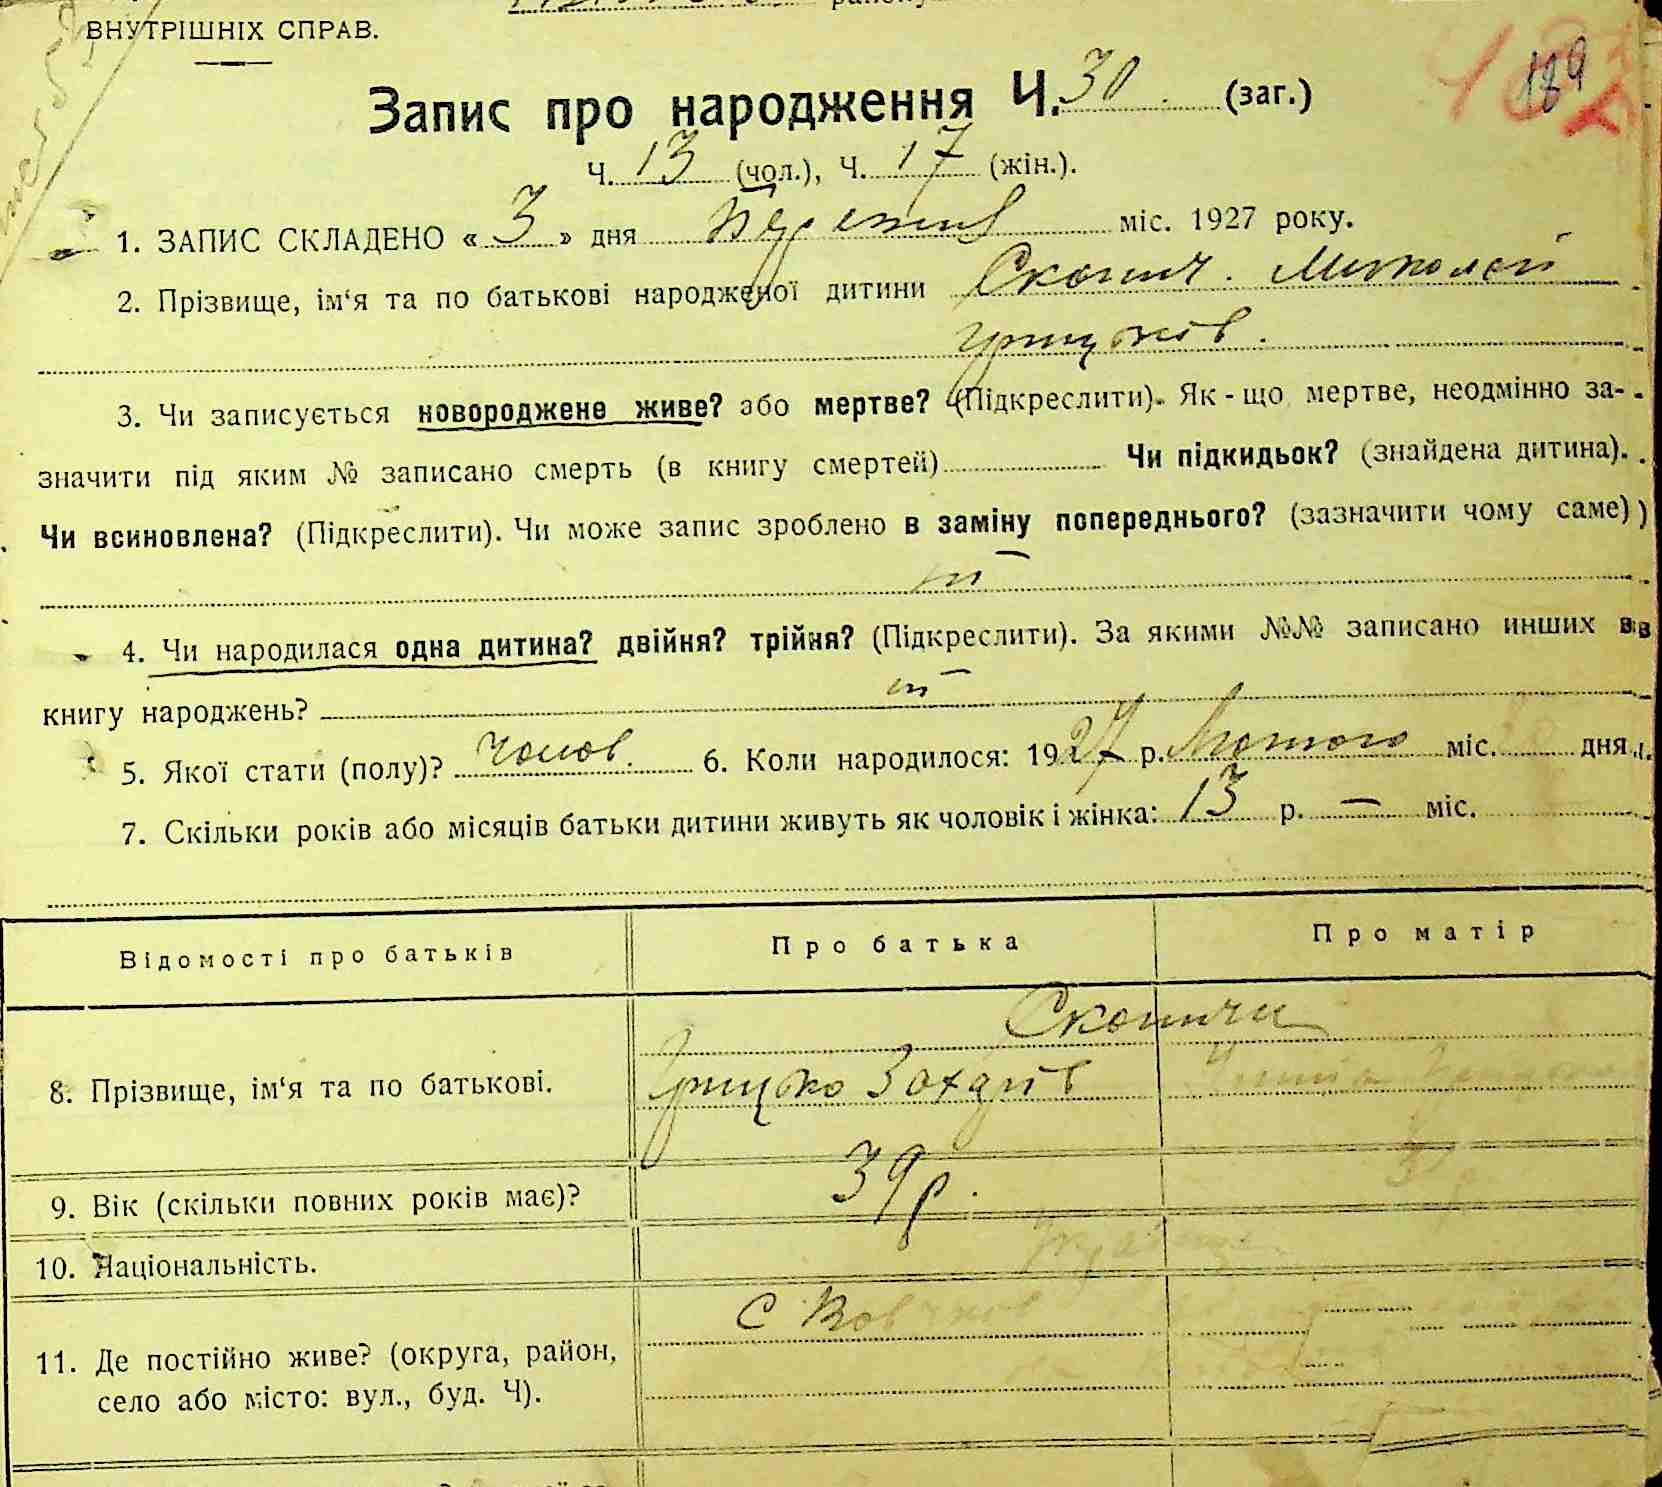 ВНУТРІШНІХ СПРАВ.
189
Запис про народження Ч. 30. (заг.)
Ч. 13 (чол.), Ч. 17 (жін.).
1. ЗАПИС СКЛАДЕНО « 3 » дня міс. 1927 року.
2. Прізвище, ім‘я та по батькові народженої дитини Скопич. Миколай
Грицьків.
3. Чи записується новороджене живе? або мертве? (Підкреслити). Як - що мертве, неодмінно за-
значити під яким № записано смерть (в книгу смертей) Чи підкидьок? (знайдена дитина).
Чи всиновлена? (Підкреслити). Чи може запис зроблено в заміну попереднього? (зазначити чому саме)
4. Чи народилася одна дитина? двійня? трійня? (Підкреслити). За якими №№ записано инших в
книгу народжень?
5. Якої стати (полу)? чолов. 6. Коли народилося: 1927 р. Лютого міс. дня
7. Скільки років або місяців батьки дитини живуть як чоловік і жінка: 13 р. — міс.
Відомості про батьків Про батька Про матір
Скопичи
8. Прізвище, ім‘я та по батькові. Грицько Захарів
9. Вік (скільки повних років має)? 39 р.
10. Національність.
11. Де постійно живе? (округа, район,
село або місто: вул., буд. Ч).